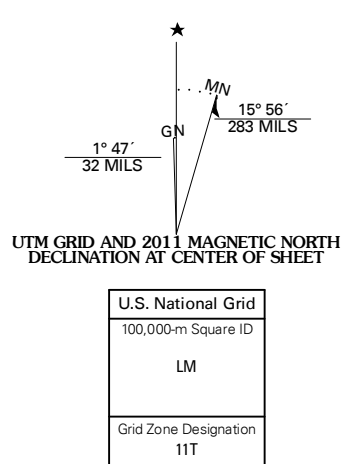 MN
GN
15° 56´
283 MILS
1° 47´
32 MILS
UTM GRID AND 2011 MAGNETIC NORTH
DECLINATION AT CENTER OF SHEET
U.S. National Grid
100,000-m Square ID
LM
Grid Zone Designation
11T